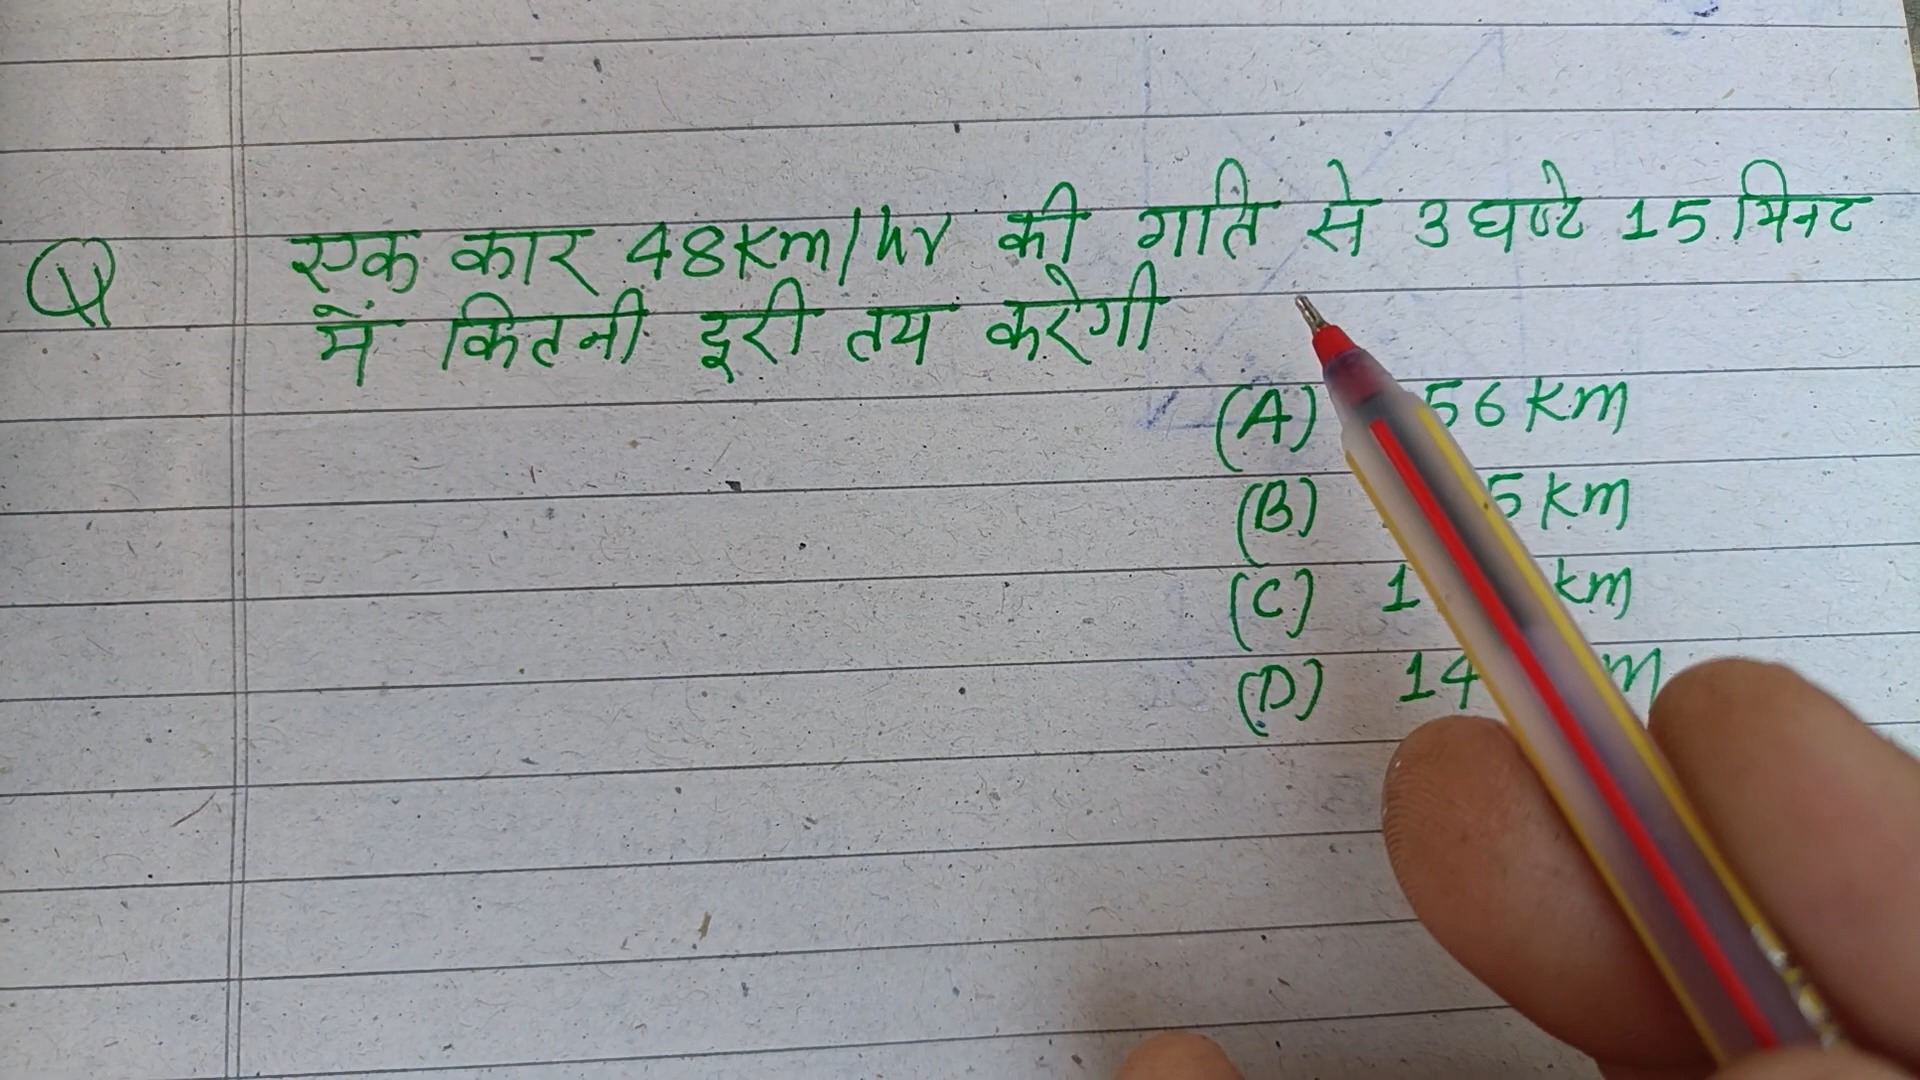 Q एक कार 48km/hr की गति से 3 घण्टे 15 मिनट
में कितनी दूरी तय करेगी
(A) 56 km
(B) 5 km
(C) 1 km
(D) 14 m